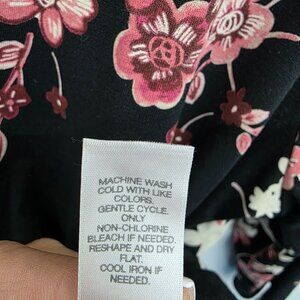 MACHINE WASH
COLD WITH LIKE
COLORS.
GENTLE CYCLE.
ONLY
NON-CHLORINE
BLEACH IF NEEDED.
RESHAPE AND DRY
FLAT.
COOL IRON IF
NEEDED.